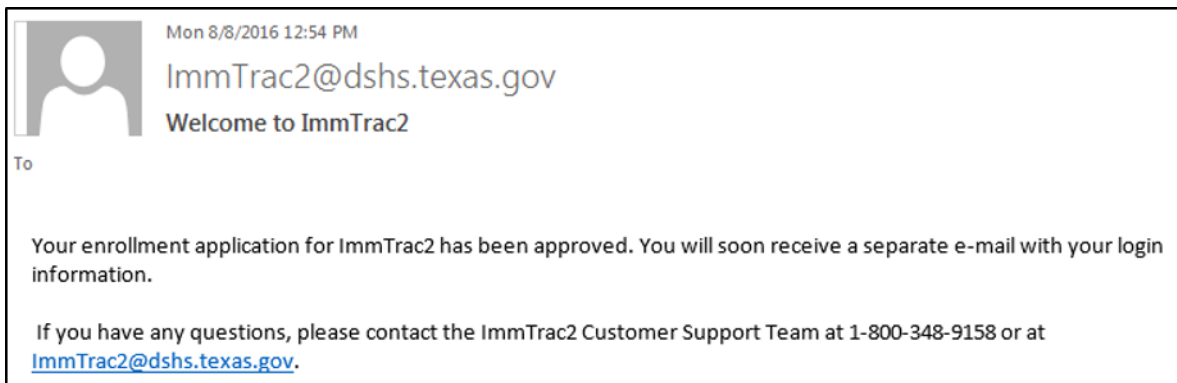 Mon 8/8/2016 12:54 PM
ImmTrac2@dshs.texas.gov
Welcome to ImmTrac2
To
Your enrollment application for ImmTrac2 has been approved. You will soon receive a separate e-mail with your login
information.
If you have any questions, please contact the ImmTrac2 Customer Support Team at 1-800-348-9158 or at
ImmTrac2@dshs.texas.gov.